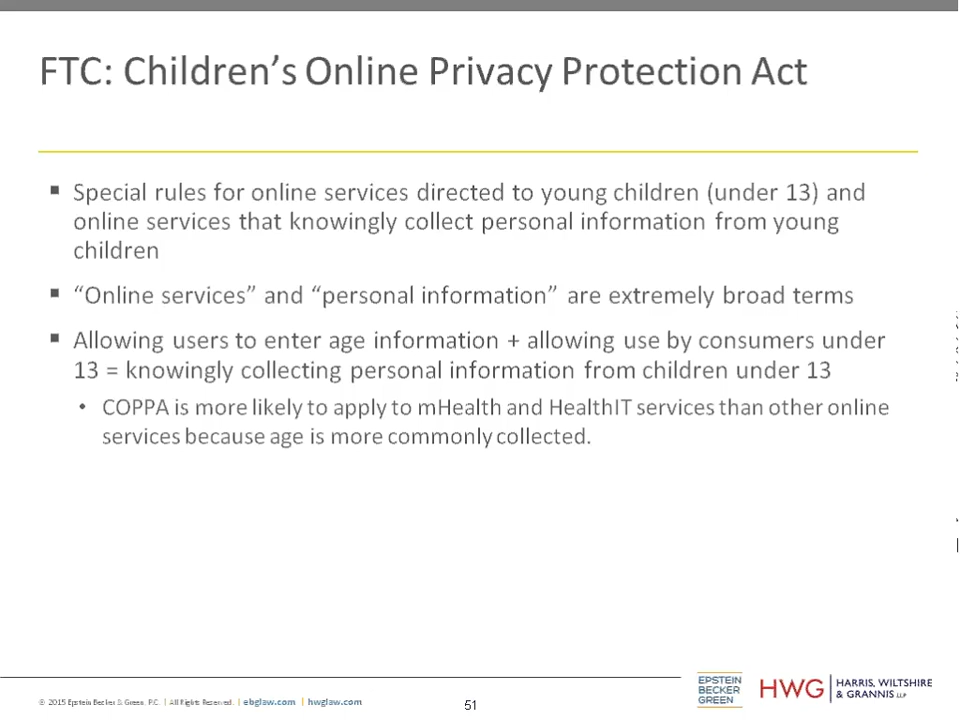 FTC: Children’s Online Privacy Protection Act
▪ Special rules for online services directed to young children (under 13) and
online services that knowingly collect personal information from young
children
▪ “Online services” and “personal information” are extremely broad terms
▪ Allowing users to enter age information + allowing use by consumers under
13 = knowingly collecting personal information from children under 13
• COPPA is more likely to apply to mHealth and HealthIT services than other online
services because age is more commonly collected.
© 2015 Epstein Becker & Green, P.C. | All Rights Reserved. | ebglaw.com | hwglaw.com
51
EPSTEIN
BECKER
GREEN
HWG
HARRIS, WILTSHIRE
& GRANNIS LLP